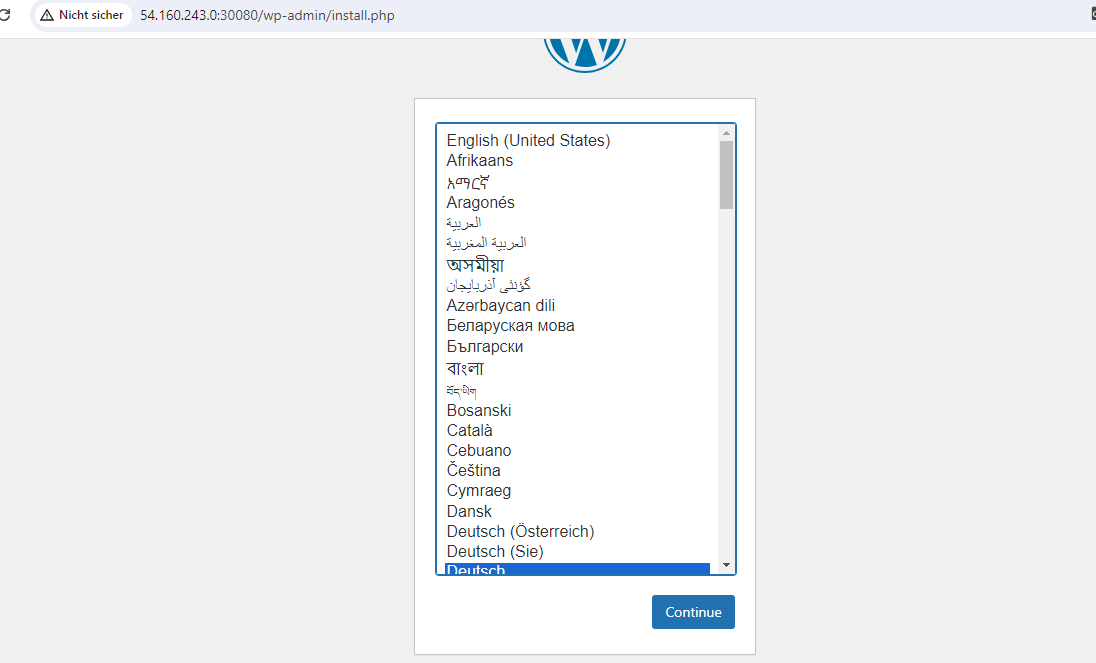 Nicht sicher 54.160.243.0:30080/wp-admin/install.php
English (United States)
Afrikaans
አማርኛ
Aragonés
العربية
العربية المغربية
অসমীয়া
گؤنئی آذربایجان
Azərbaycan dili
Беларуская мова
Български
বাংলা
བོད་ཡིག
Bosanski
Català
Cebuano
Čeština
Cymraeg
Dansk
Deutsch (Österreich)
Deutsch (Sie)
Deutsch
Continue